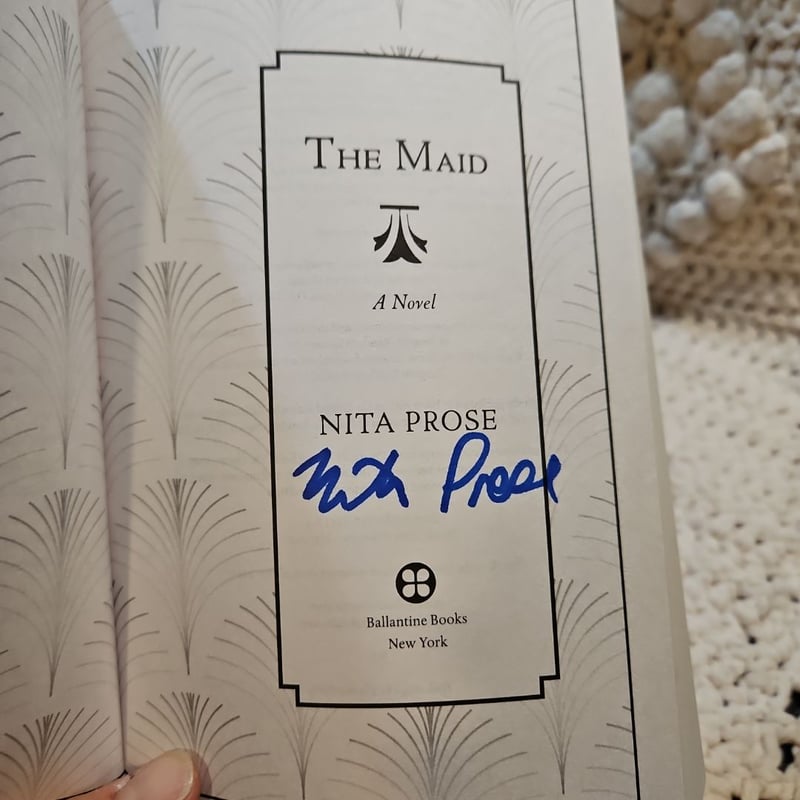 THE MAID
A Novel
NITA PROSE
Nita Prose
Ballantine Books
New York